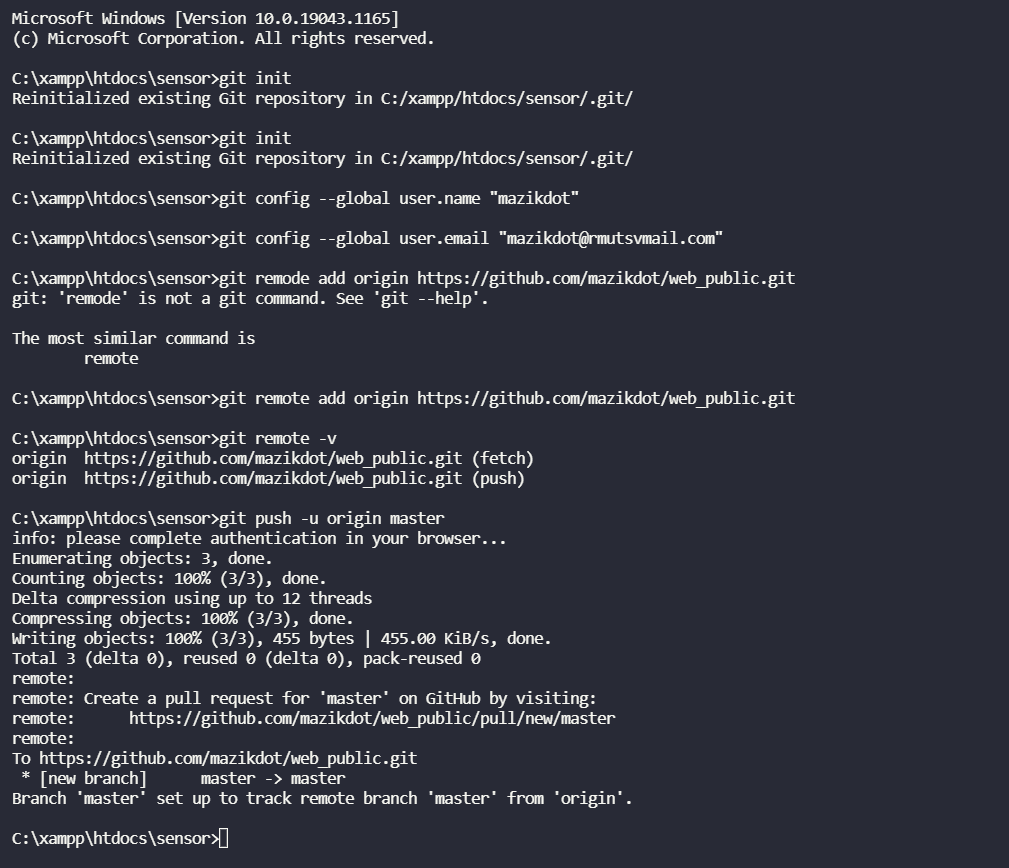 Microsoft Windows [Version 10.0.19043.1165]
(c) Microsoft Corporation. All rights reserved.
C:\xampp\htdocs\sensor>git init
Reinitialized existing Git repository in C:/xampp/htdocs/sensor/.git/
C:\xampp\htdocs\sensor>git init
Reinitialized existing Git repository in C:/xampp/htdocs/sensor/.git/
C:\xampp\htdocs\sensor>git config --global user.name "mazikdot"
C:\xampp\htdocs\sensor>git config --global user.email "mazikdot@rmutsvmail.com"
C:\xampp\htdocs\sensor>git remode add origin https://github.com/mazikdot/web_public.git
git: 'remode' is not a git command. See 'git --help'.
The most similar command is
        remote
C:\xampp\htdocs\sensor>git remote add origin https://github.com/mazikdot/web_public.git
C:\xampp\htdocs\sensor>git remote -v
origin  https://github.com/mazikdot/web_public.git (fetch)
origin  https://github.com/mazikdot/web_public.git (push)
C:\xampp\htdocs\sensor>git push -u origin master
info: please complete authentication in your browser...
Enumerating objects: 3, done.
Counting objects: 100% (3/3), done.
Delta compression using up to 12 threads
Compressing objects: 100% (3/3), done.
Writing objects: 100% (3/3), 455 bytes | 455.00 KiB/s, done.
Total 3 (delta 0), reused 0 (delta 0), pack-reused 0
remote:
remote: Create a pull request for 'master' on GitHub by visiting:
remote:      https://github.com/mazikdot/web_public/pull/new/master
remote:
To https://github.com/mazikdot/web_public.git
 * [new branch]      master -> master
Branch 'master' set up to track remote branch 'master' from 'origin'.
C:\xampp\htdocs\sensor>